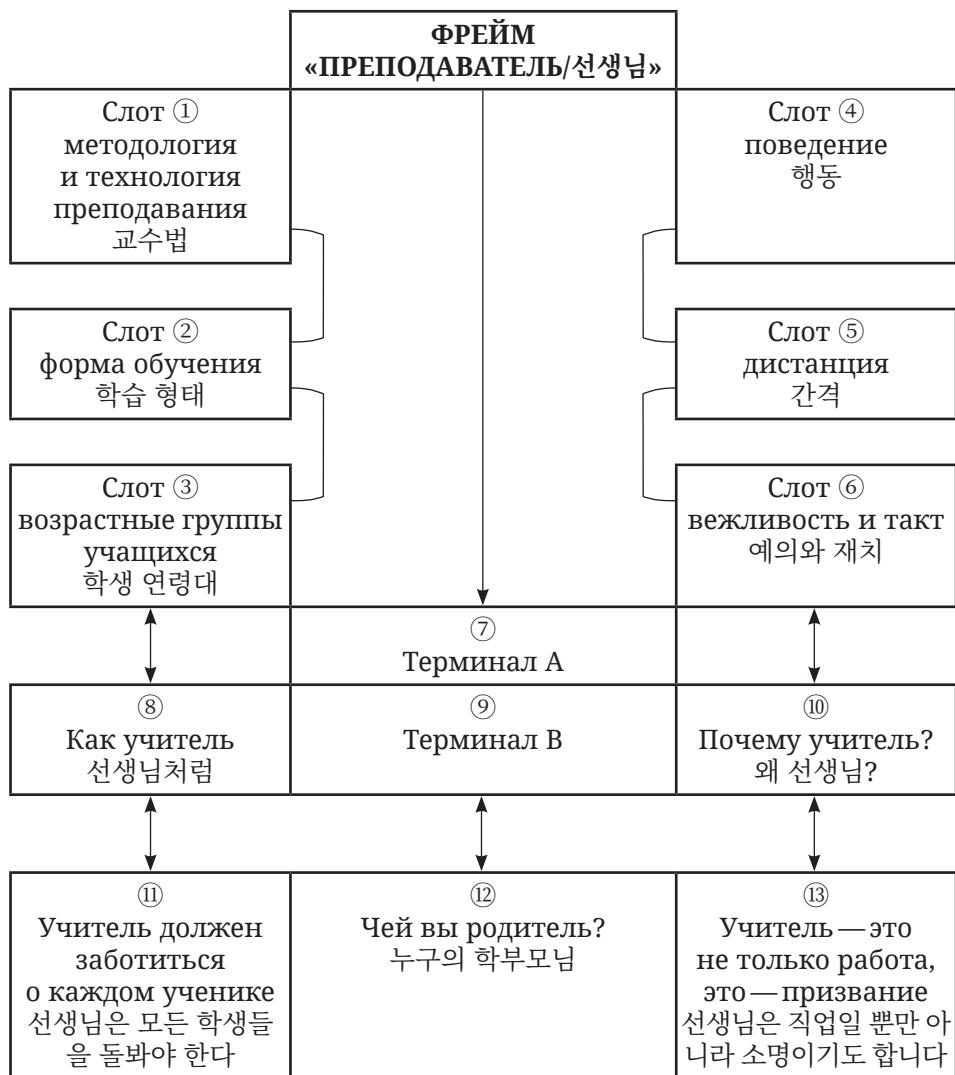 ФРЕЙМ
«ПРЕПОДАВАТЕЛЬ/선생님»
Слот ①
методология
и технология
преподавания
교수법
Слот ④
поведение
행동
Слот ②
форма обучения
학습 형태
Слот ⑤
дистанция
간격
Слот ③
возрастные группы
учащихся
학생 연령대
Слот ⑥
вежливость и такт
예의와 재치
⑦
Терминал А
⑧
Как учитель
선생님처럼
⑨
Терминал В
⑩
Почему учитель?
왜 선생님?
⑪
Учитель должен
заботиться
о каждом ученике
선생님은 모든 학생들
을 돌봐야 한다
⑫
Чей вы родитель?
누구의 학부모님
⑬
Учитель — это
не только работа,
это — призвание
선생님은 직업일 뿐만 아
니라 소명이기도 합니다